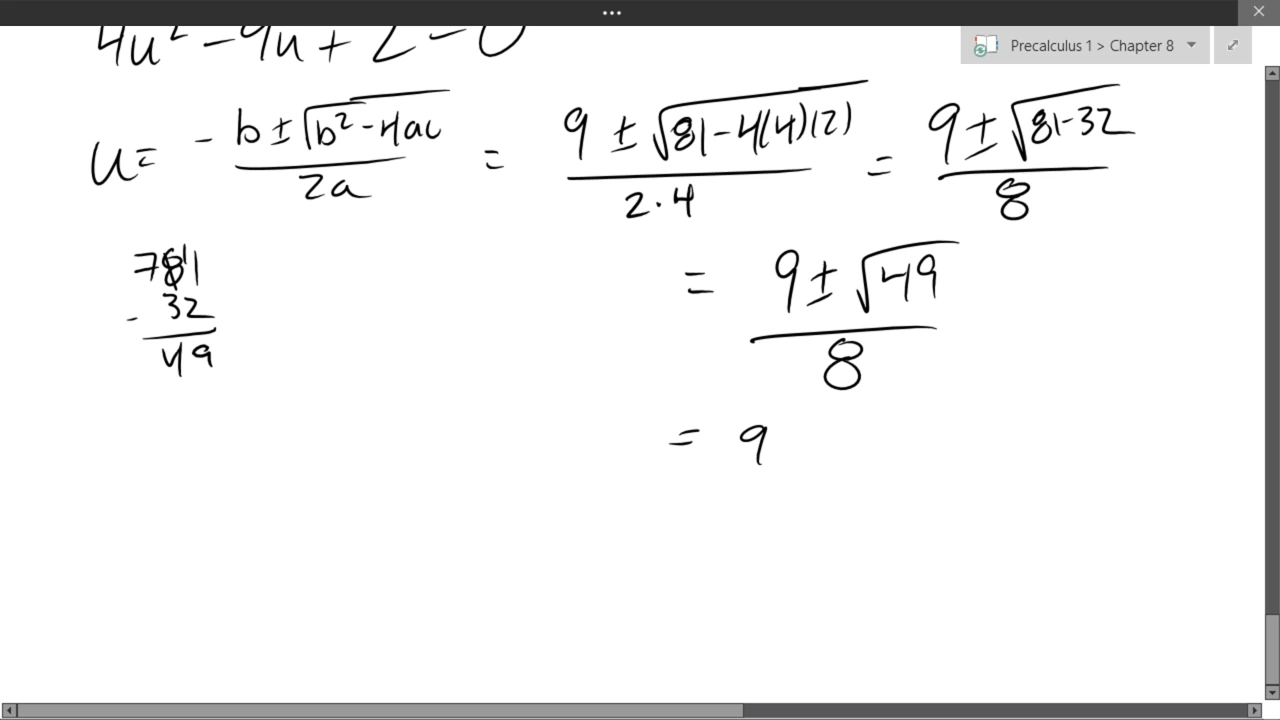 ...
Precalculus 1 > Chapter 8
4u² - 9u + 2 = 0
u = (-b ± √(b² - 4ac))/(2a) = (9 ± √(81 - 4(4)(2)))/(2·4) = (9 ± √(81-32))/8
= (9 ± √49)/8
781
- 32
49
= 9